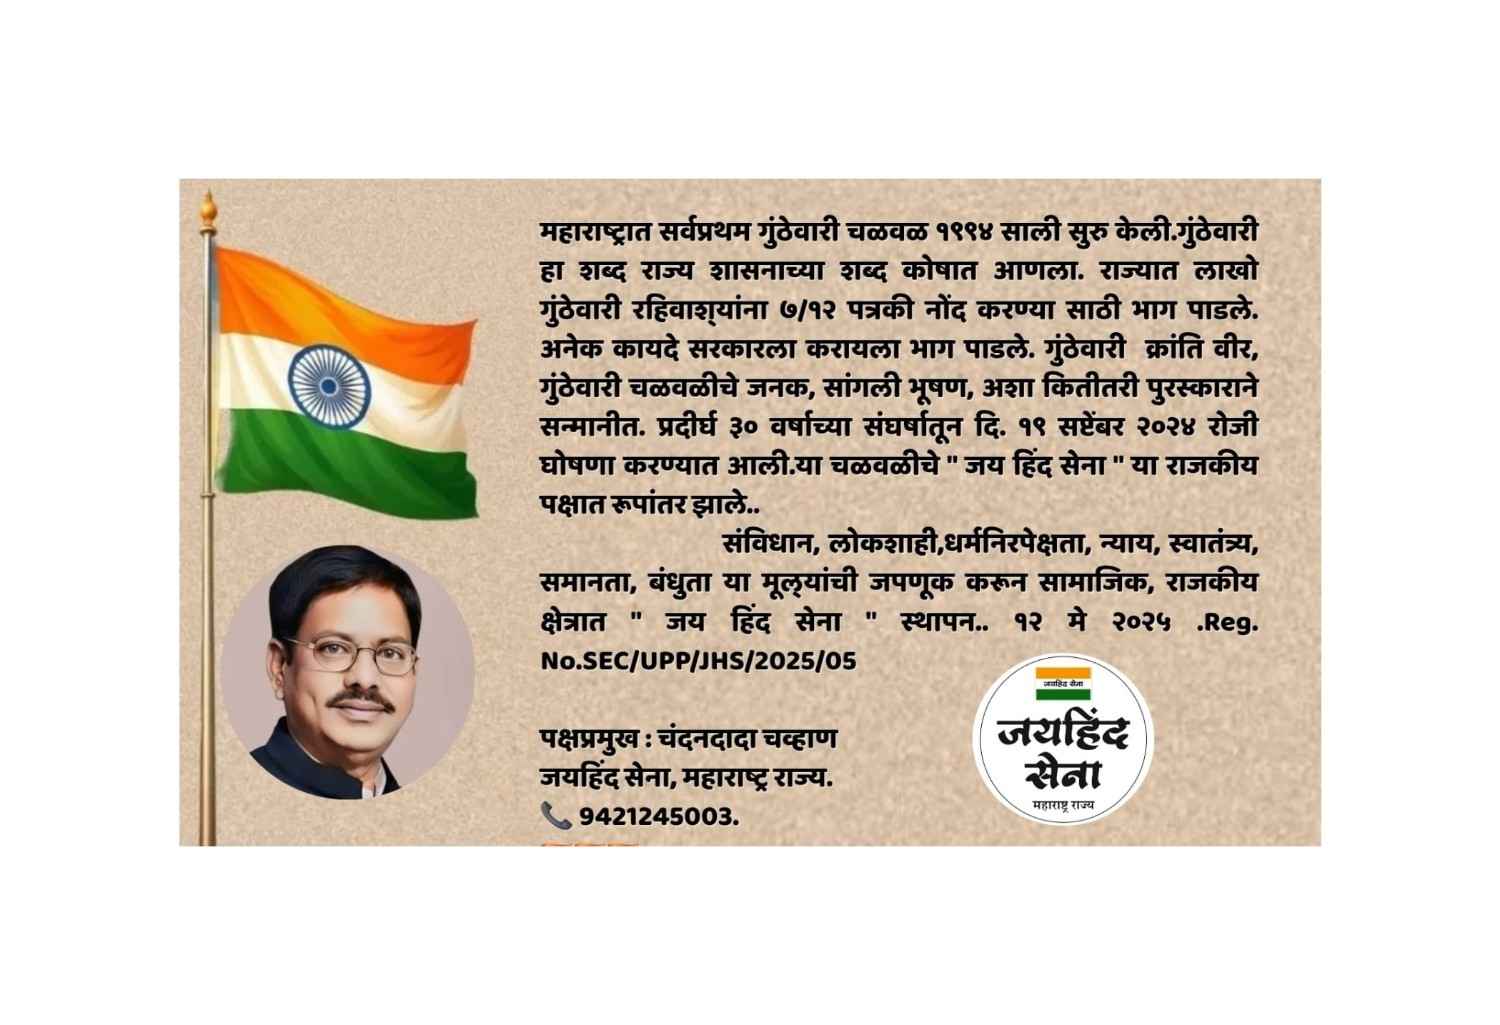 महाराष्ट्रात सर्वप्रथम गुंठेवारी चळवळ १९९४ साली सुरु केली.गुंठेवारी
हा शब्द राज्य शासनाच्या शब्द कोषात आणला. राज्यात लाखो
गुंठेवारी रहिवाश्यांना ७/१२ पत्रकी नोंद करण्या साठी भाग पाडले.
अनेक कायदे सरकारला करायला भाग पाडले. गुंठेवारी क्रांति वीर,
गुंठेवारी चळवळीचे जनक, सांगली भूषण, अशा कितीतरी पुरस्काराने
सन्मानीत. प्रदीर्घ ३० वर्षाच्या संघर्षातून दि. १९ सप्टेंबर २०२४ रोजी
घोषणा करण्यात आली.या चळवळीचे " जय हिंद सेना " या राजकीय
पक्षात रूपांतर झाले..
संविधान, लोकशाही,धर्मनिरपेक्षता, न्याय, स्वातंत्र्य,
समानता, बंधुता या मूल्यांची जपणूक करून सामाजिक, राजकीय
क्षेत्रात " जय हिंद सेना " स्थापन.. १२ मे २०२५ .Reg.
No.SEC/UPP/JHS/2025/05
पक्षप्रमुख : चंदनदादा चव्हाण
जयहिंद सेना, महाराष्ट्र राज्य.
📞 9421245003.
जयहिंद सेना
जयहिंद
सेना
महाराष्ट्र राज्य